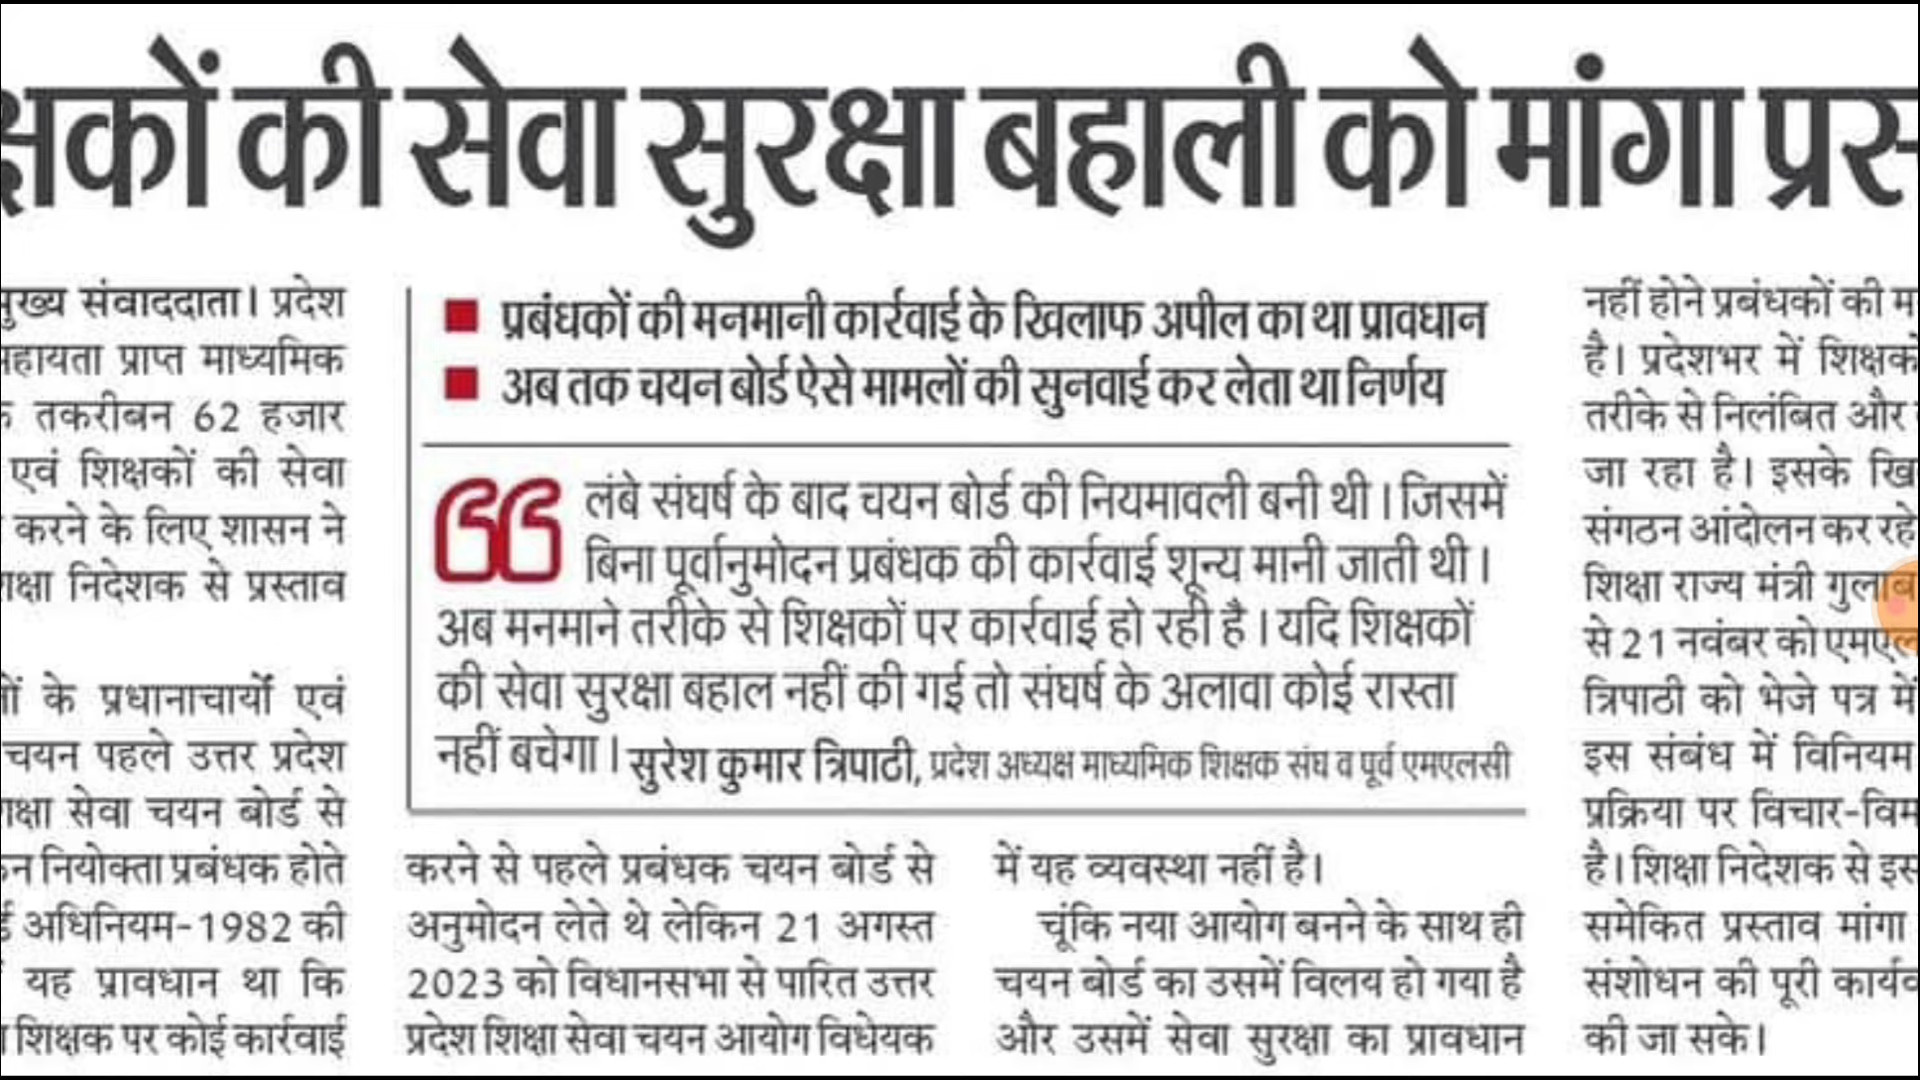 क्षकों की सेवा सुरक्षा बहाली को मांगा
मुख्य संवाददाता। प्रदेश
सहायता प्राप्त माध्यमिक
तकरीबन 62 हजार
एवं शिक्षकों की सेवा
करने के लिए शासन ने
निदेशक से प्रस्ताव
के प्रधानाचार्यों एवं
चयन पहले उत्तर प्रदेश
सेवा चयन बोर्ड से
नियोक्ता प्रबंधक होते
अधिनियम-1982 की
यह प्रावधान था कि
शिक्षक पर कोई कार्रवाई
प्रबंधकों की मनमानी कार्रवाई के खिलाफ अपील का था प्रावधान
अब तक चयन बोर्ड ऐसे मामलों की सुनवाई कर लेता था निर्णय
लंबे संघर्ष के बाद चयन बोर्ड की नियमावली बनी थी। जिसमें
बिना पूर्वानुमोदन प्रबंधक की कार्रवाई शून्य मानी जाती थी।
अब मनमाने तरीके से शिक्षकों पर कार्रवाई हो रही है। यदि शिक्षकों
की सेवा सुरक्षा बहाल नहीं की गई तो संघर्ष के अलावा कोई रास्ता
नहीं बचेगा। सुरेश कुमार त्रिपाठी, प्रदेश अध्यक्ष माध्यमिक शिक्षक संघ व पूर्व एमएलसी
करने से पहले प्रबंधक चयन बोर्ड से
अनुमोदन लेते थे लेकिन 21 अगस्त
2023 को विधानसभा से पारित उत्तर
प्रदेश शिक्षा सेवा चयन आयोग विधेयक
में यह व्यवस्था नहीं है।
चूंकि नया आयोग बनने के साथ ही
चयन बोर्ड का उसमें विलय हो गया है
और उसमें सेवा सुरक्षा का प्रावधान
नहीं होने प्रबंधकों की
है। प्रदेशभर में
तरीके से निलंबित और
जा रहा है। इसके
संगठन आंदोलन कर रहे
शिक्षा राज्य मंत्री गुलाब
से 21 नवंबर को
त्रिपाठी को भेजे पत्र में
इस संबंध में विनियम
प्रक्रिया पर
है। शिक्षा निदेशक से
समेकित प्रस्ताव मांगा
संशोधन की पूरी
की जा सके।